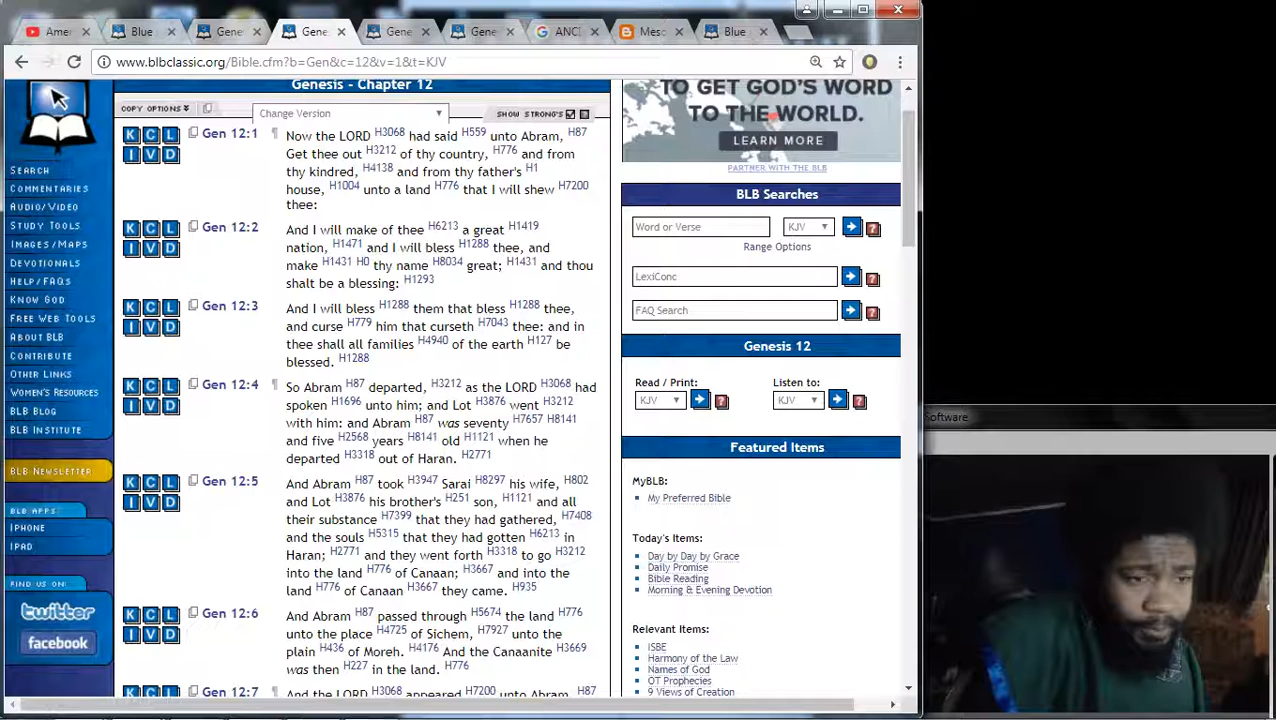 Amer
Blue
Gene
Gene
Gene
Gene
ANCI
Meso
Blue
www.blbclassic.org/Bible.cfm?b=Gen&c=12&v=1&t=KJV
Genesis - Chapter 12
COPY OPTIONS
Change Version
SHOW STRONG'S
SEARCH
COMMENTARIES
AUDIO/VIDEO
STUDY TOOLS
IMAGES/MAPS
DEVOTIONALS
HELP/FAQS
KNOW GOD
FREE WEB TOOLS
ABOUT BLB
CONTRIBUTE
OTHER LINKS
WOMEN'S RESOURCES
BLB BLOG
BLB INSTITUTE
BLB NEWSLETTER
BLB APPS
IPHONE
IPAD
FIND US ON:
twitter
facebook
K C L Gen 12:1
I V D
¶ Now the LORD H3068 had said H559 unto Abram, H87
Get thee out H3212 of thy country, H776 and from
thy kindred, H4138 and from thy father's H1
house, H1004 unto a land H776 that I will shew H7200
thee:
K C L Gen 12:2
I V D
And I will make of thee H6213 a great H1419
nation, H1471 and I will bless H1288 thee, and
make H1431 H0 thy name H8034 great; H1431 and thou
shalt be a blessing: H1293
K C L Gen 12:3
I V D
And I will bless H1288 them that bless H1288 thee,
and curse H779 him that curseth H7043 thee: and in
thee shall all families H4940 of the earth H127 be
blessed. H1288
K C L Gen 12:4
I V D
¶ So Abram H87 departed, H3212 as the LORD H3068 had
spoken H1696 unto him; and Lot H3876 went H3212
with him: and Abram H87 was seventy H7657 H8141
and five H2568 years H8141 old H1121 when he
departed H3318 out of Haran. H2771
K C L Gen 12:5
I V D
And Abram H87 took H3947 Sarai H8297 his wife, H802
and Lot H3876 his brother's H251 son, H1121 and all
their substance H7399 that they had gathered, H7408
and the souls H5315 that they had gotten H6213 in
Haran; H2771 and they went forth H3318 to go H3212
into the land H776 of Canaan; H3667 and into the
land H776 of Canaan H3667 they came. H935
K C L Gen 12:6
I V D
And Abram H87 passed through H5674 the land H776
unto the place H4725 of Sichem, H7927 unto the
plain H436 of Moreh. H4176 And the Canaanite H3669
was then H227 in the land. H776
K C L Gen 12:7
¶ And the LORD H3068 appeared H7200 unto Abram, H87
TO GET GOD'S WORD
TO THE WORLD.
LEARN MORE
PARTNER WITH THE BLB
BLB Searches
Word or Verse
KJV
?
Range Options
LexiConc
?
FAQ Search
?
Genesis 12
Read / Print:
KJV
?
Listen to:
KJV
?
Featured Items
MyBLB:
My Preferred Bible
Today's Items:
Day by Day by Grace
Daily Promise
Bible Reading
Morning & Evening Devotion
Relevant Items:
ISBE
Harmony of the Law
Names of God
OT Prophecies
9 Views of Creation
Software